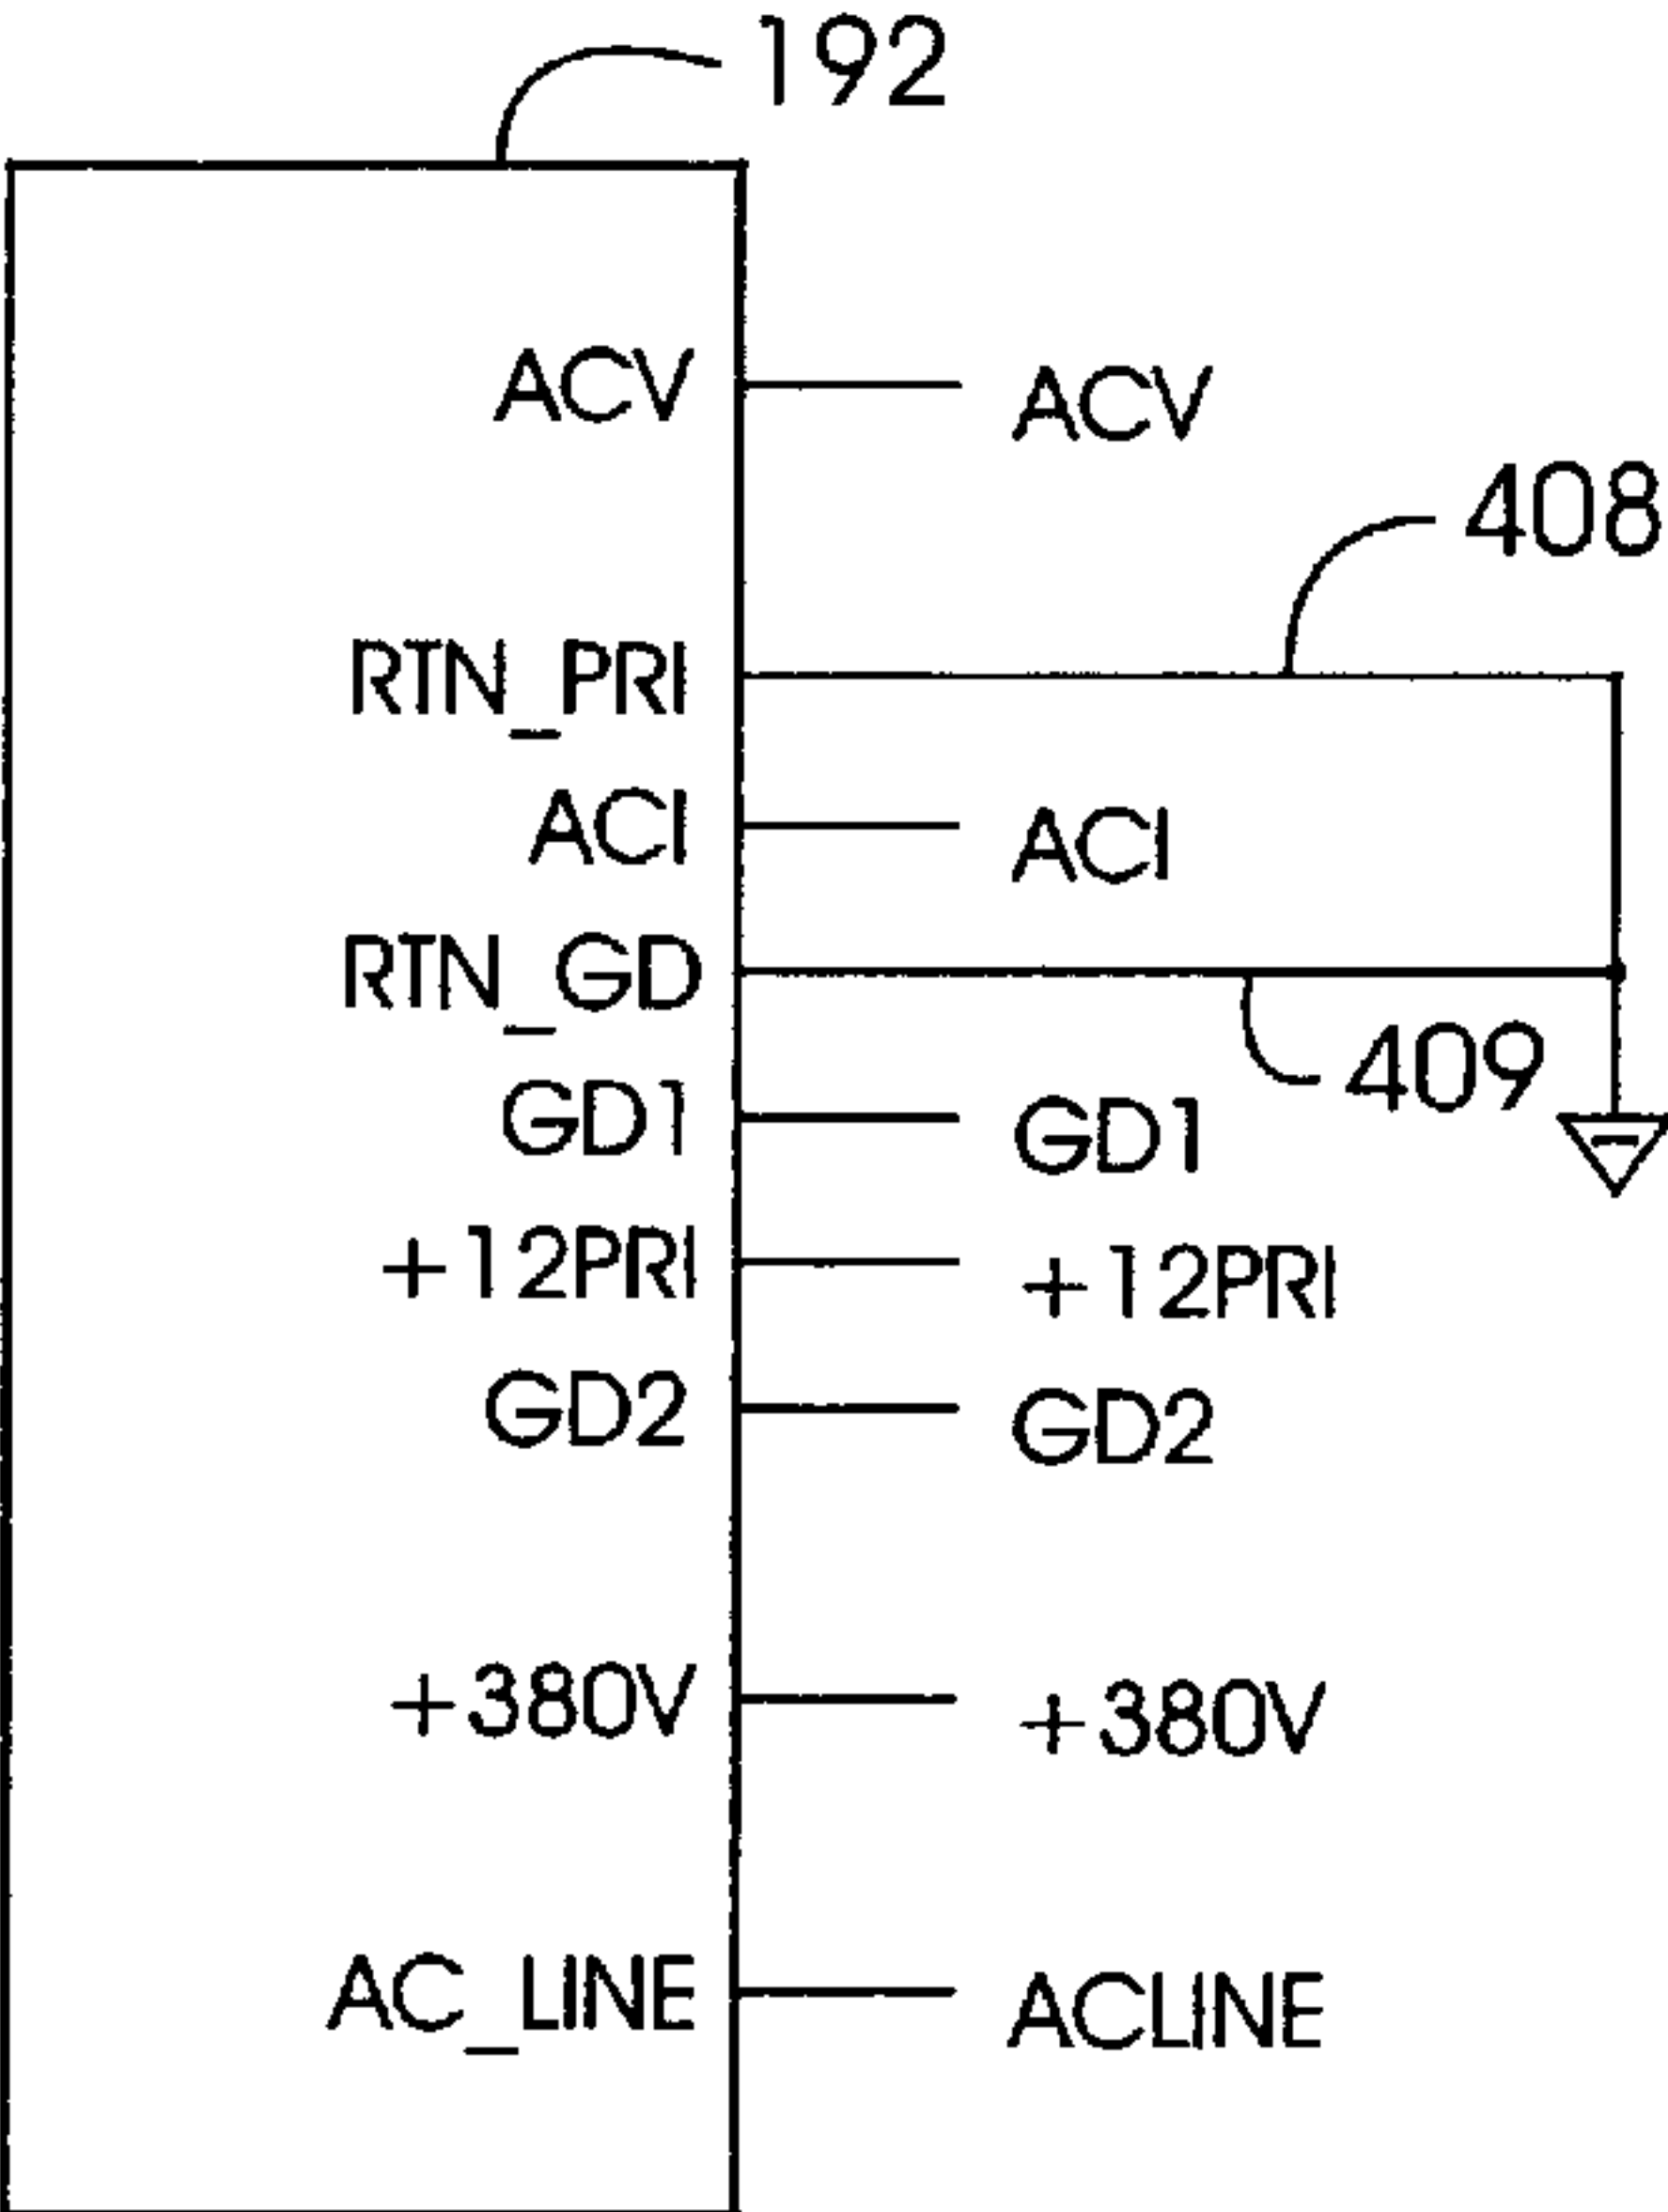 192
ACV ACV
408
RTN_PRI
ACI ACI
RTN_GD
409
GD1 GD1
+12PRI +12PRI
GD2 GD2
+380V +380V
AC_LINE ACLINE